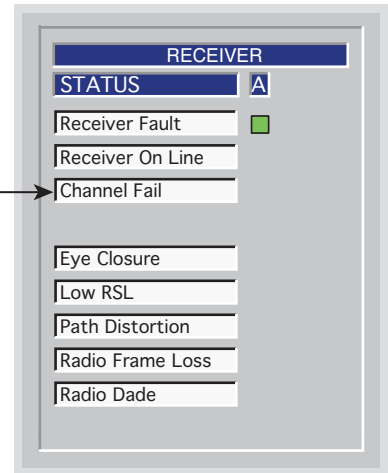 RECEIVER
STATUS A
Receiver Fault
Receiver On Line
Channel Fail
Eye Closure
Low RSL
Path Distortion
Radio Frame Loss
Radio Dade